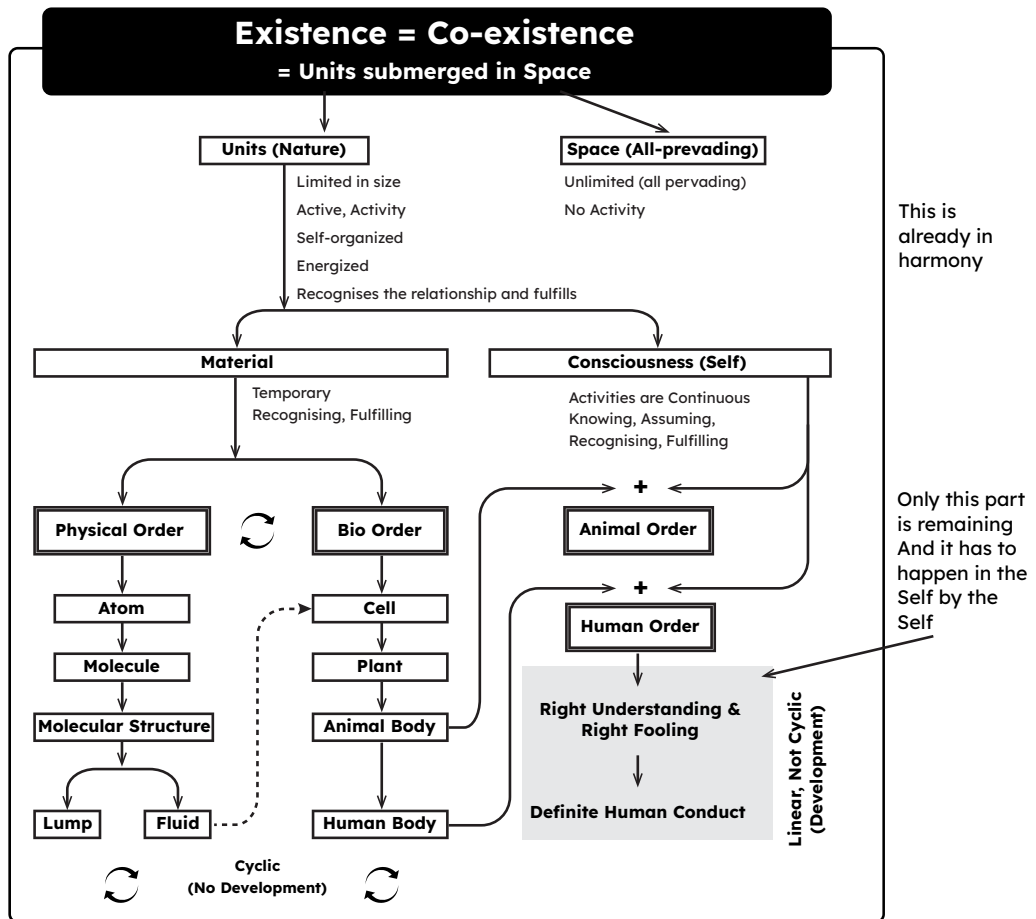 Existence = Co-existence
= Units submerged in Space
Units (Nature)
Space (All-prevading)
Limited in size
Active, Activity
Self-organized
Energized
Recognises the relationship and fulfills
Unlimited (all pervading)
No Activity
This is
already in
harmony
Material
Consciousness (Self)
Temporary
Recognising, Fulfilling
Activities are Continuous
Knowing, Assuming,
Recognising, Fulfilling
+
Physical Order
Bio Order
Animal Order
+
Atom
Cell
Human Order
Only this part
is remaining
And it has to
happen in the
Self by the
Self
Molecule
Plant
Molecular Structure
Animal Body
Right Understanding &
Right Fooling
Lump
Fluid
Human Body
Definite Human Conduct
Linear, Not Cyclic
(Development)
Cyclic
(No Development)